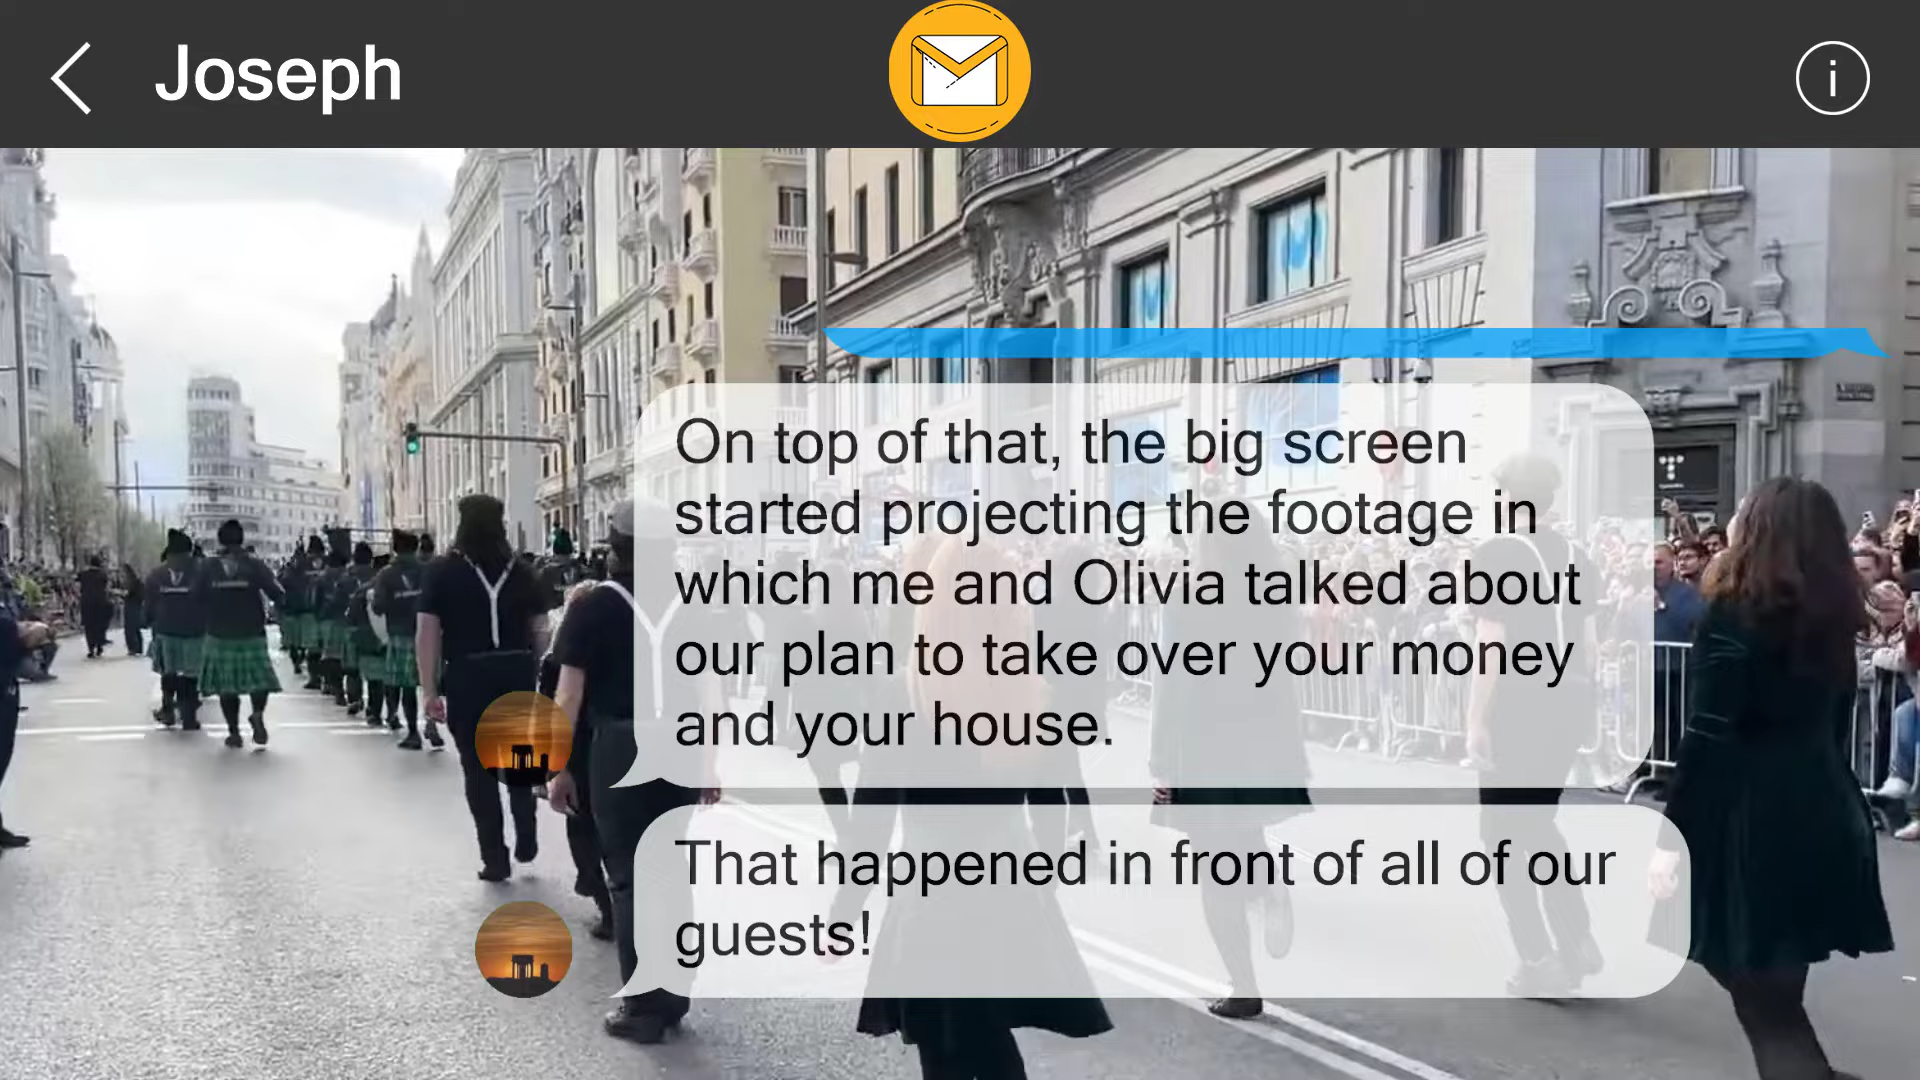 Joseph
On top of that, the big screen
started projecting the footage in
which me and Olivia talked about
our plan to take over your money
and your house.
That happened in front of all of our
guests!